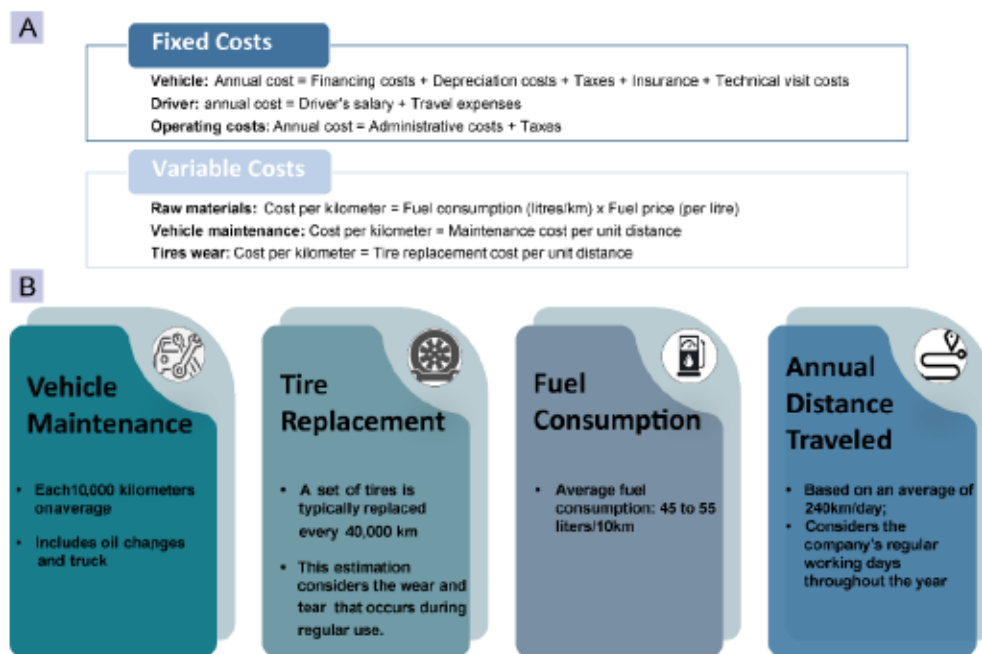 A
Fixed Costs
Vehicle: Annual cost = Financing costs + Depreciation costs + Taxes + Insurance + Technical visit costs
Driver: annual cost = Driver's salary + Travel expenses
Operating costs: Annual cost = Administrative costs + Taxes
Variable Costs
Raw materials: Cost per kilometer = Fuel consumption (litres/km) x Fuel price (per litre)
Vehicle maintenance: Cost per kilometer = Maintenance cost per unit distance
Tires wear: Cost per kilometer = Tire replacement cost per unit distance
B
Vehicle
Maintenance
• Each10,000 kilometers
onaverage
• Includes oil changes
and truck
Tire
Replacement
• A set of tires is
typically replaced
every 40,000 km
• This estimation
considers the wear and
tear that occurs during
regular use.
Fuel
Consumption
• Average fuel
consumption: 45 to 55
liters/10km
Annual
Distance
Traveled
• Based on an average of
240km/day;
• Considers the
company's regular
working days
throughout the year